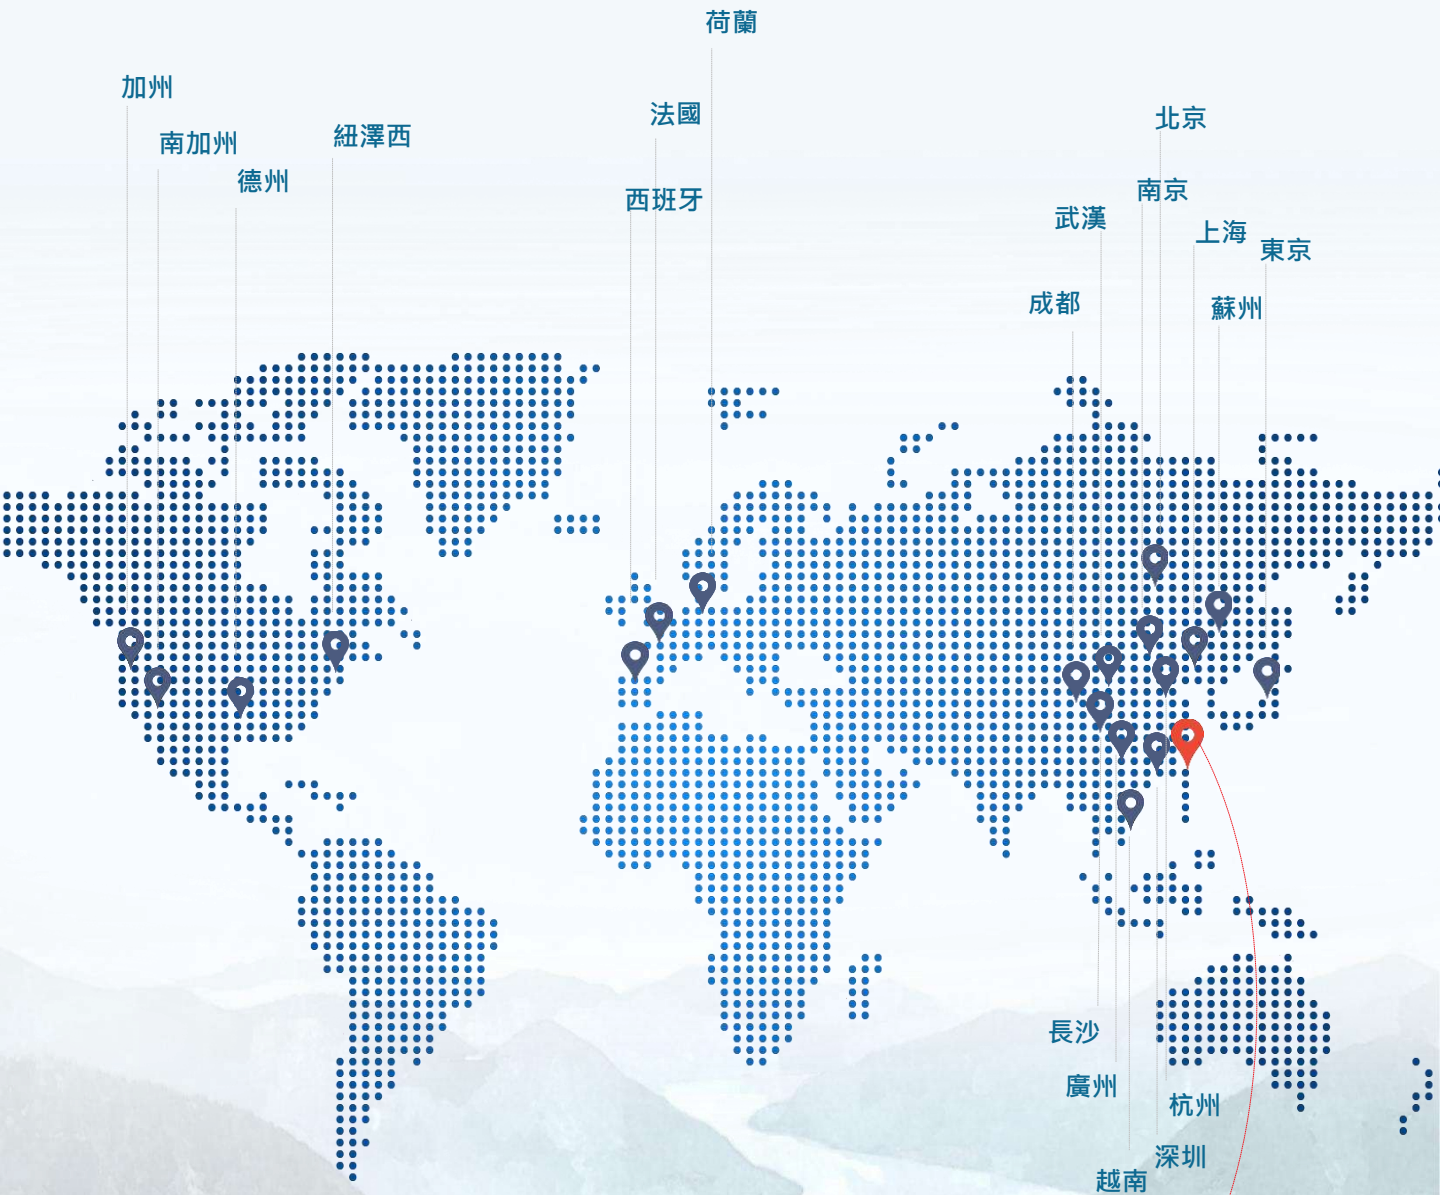 荷蘭
加州
法國
北京
紐澤西
南加州
德州
南京
西班牙
武漢
上海
東京
成都
蘇州
長沙
廣州
杭州
深圳
越南